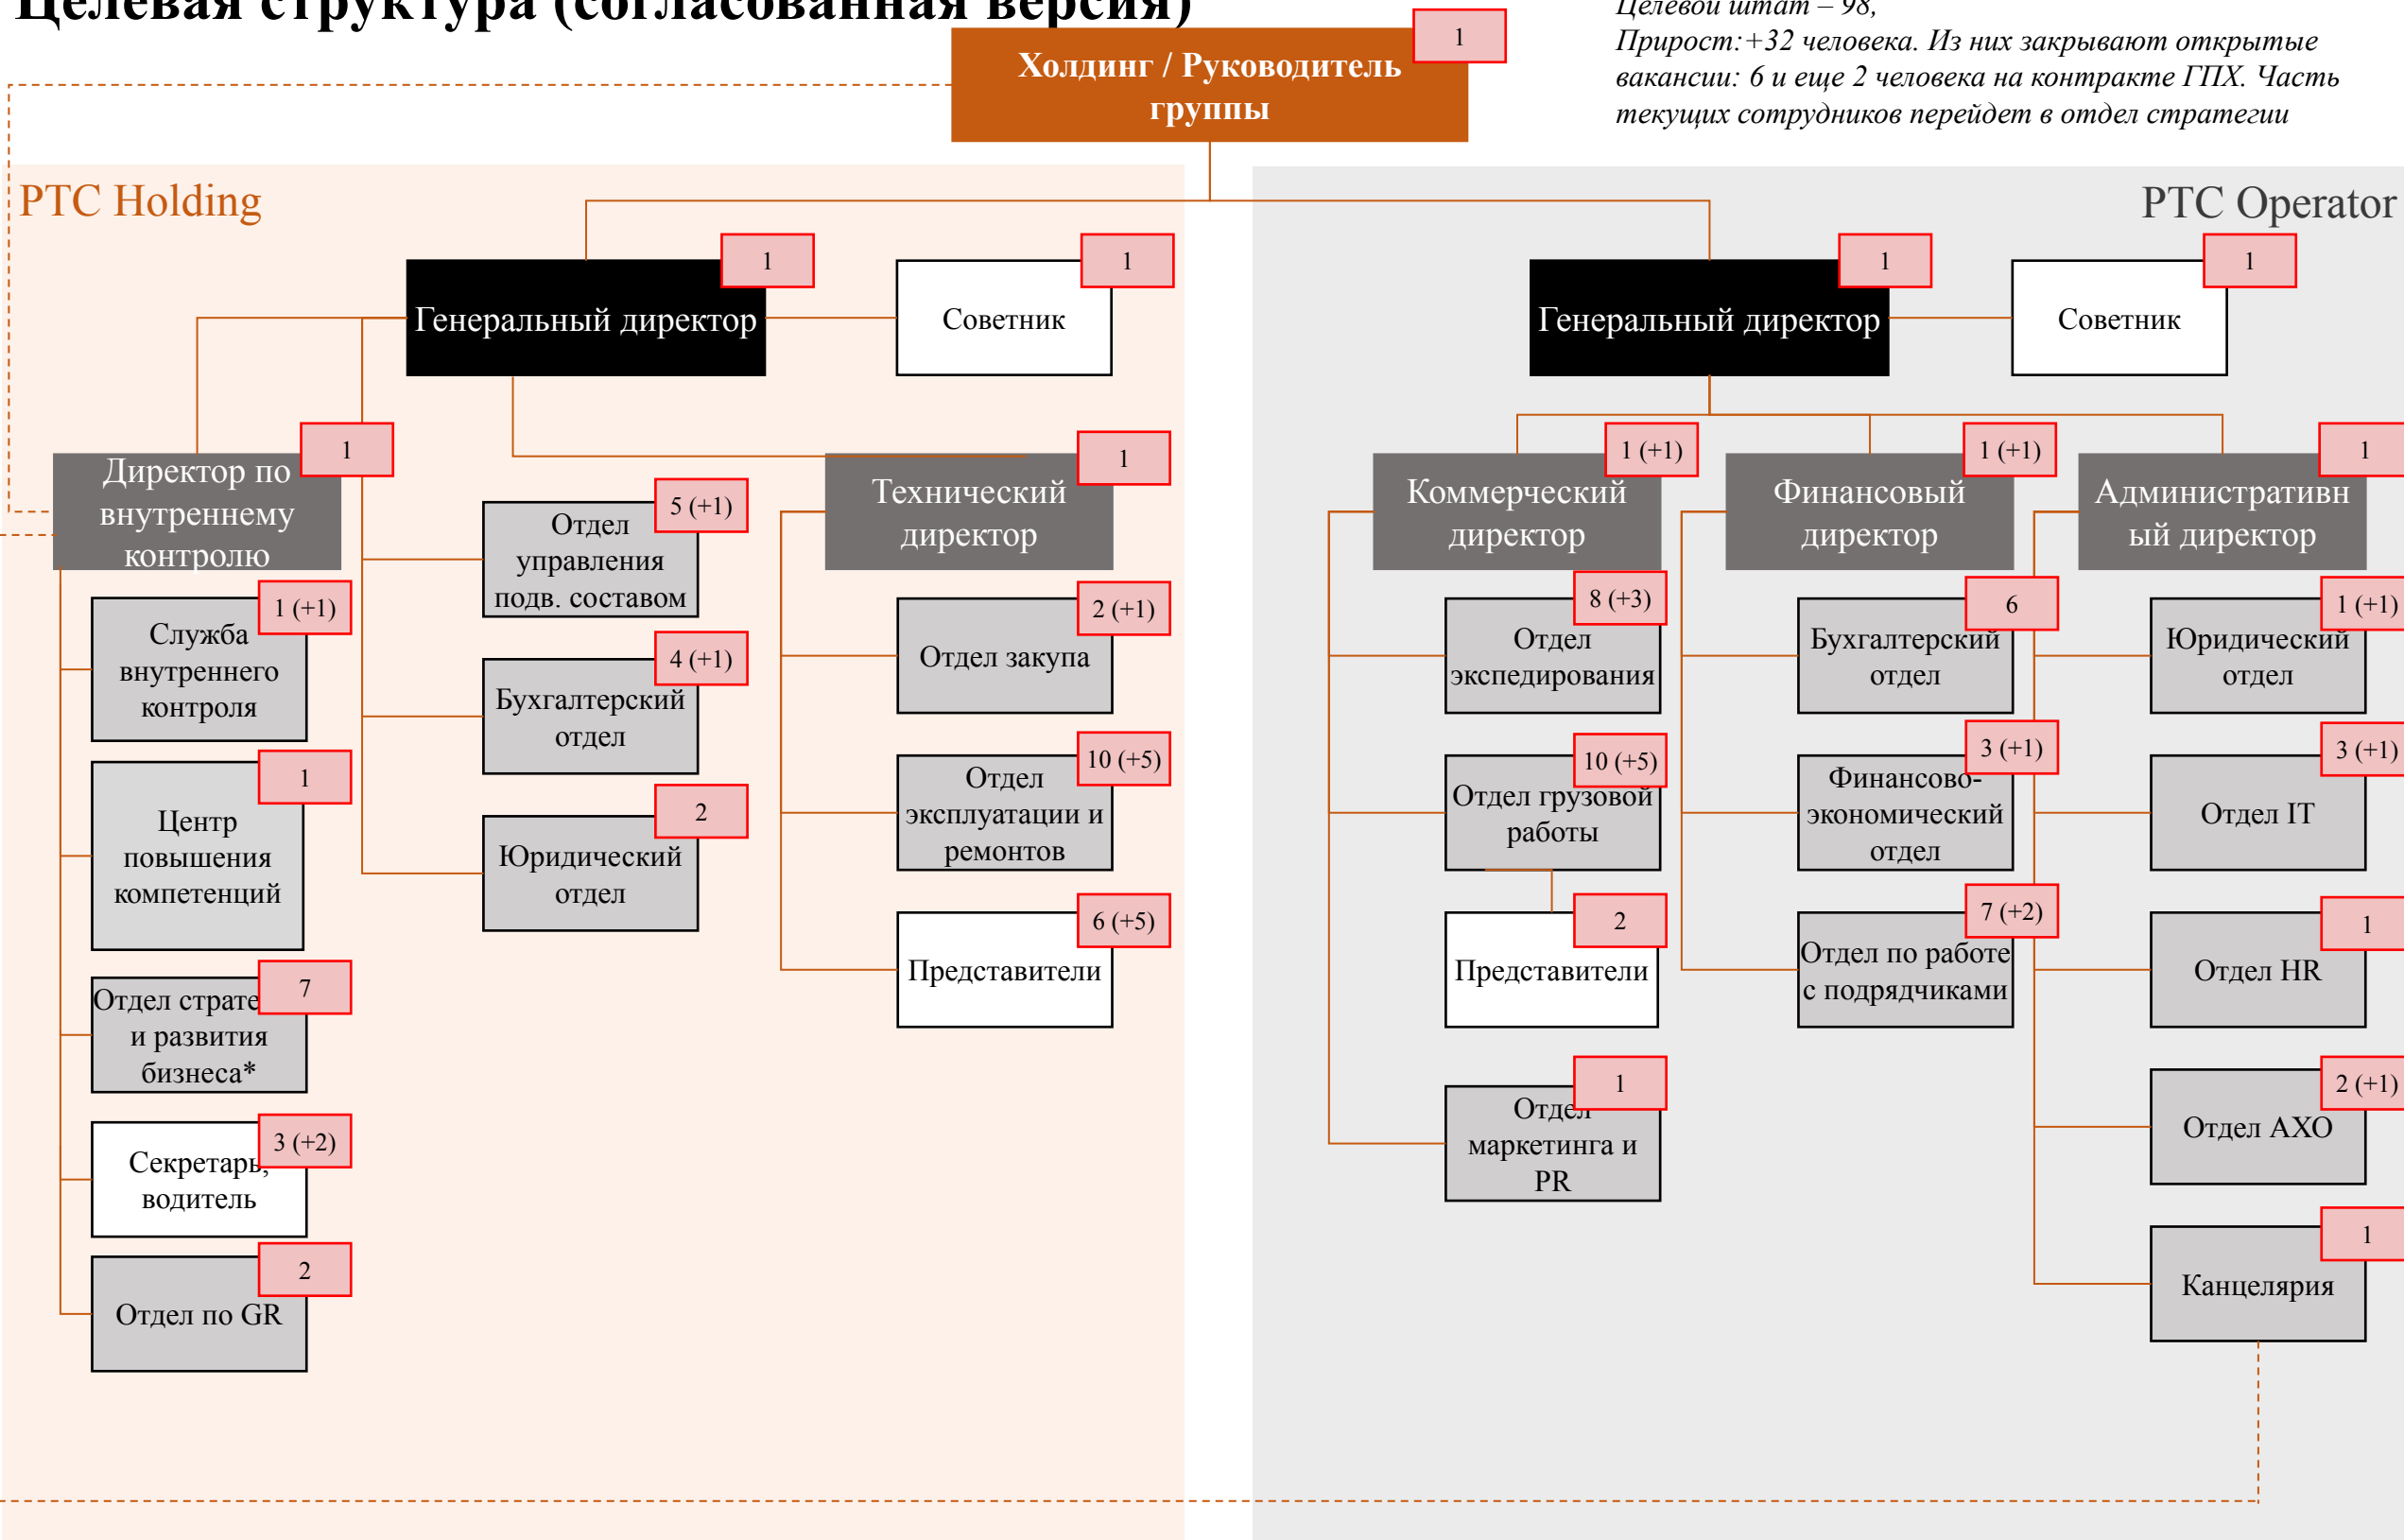 Целевая структура (согласованная версия)
Целевой штат – 98,
Прирост:+32 человека. Из них закрывают открытые
вакансии: 6 и еще 2 человека на контракте ГПХ. Часть
текущих сотрудников перейдет в отдел стратегии
1
Холдинг / Руководитель
группы
PTC Holding
PTC Operator
1
Генеральный директор
1
Советник
1
Генеральный директор
1
Советник
1
Директор по
внутреннему
контролю
1 (+1)
Служба
внутреннего
контроля
1
Центр
повышения
компетенций
7
Отдел страте
и развития
бизнеса*
3 (+2)
Секретарь,
водитель
2
Отдел по GR
5 (+1)
Отдел
управления
подв. составом
4 (+1)
Бухгалтерский
отдел
2
Юридический
отдел
1
Технический
директор
2 (+1)
Отдел закупа
10 (+5)
Отдел
эксплуатации и
ремонтов
6 (+5)
Представители
1 (+1)
Коммерческий
директор
8 (+3)
Отдел
экспедирования
10 (+5)
Отдел грузовой
работы
2
Представители
1
Отдел
маркетинга и
PR
1 (+1)
Финансовый
директор
6
Бухгалтерский
отдел
3 (+1)
Финансово-
экономический
отдел
7 (+2)
Отдел по работе
с подрядчиками
1
Административн
ый директор
1 (+1)
Юридический
отдел
3 (+1)
Отдел IT
1
Отдел HR
2 (+1)
Отдел АХО
1
Канцелярия